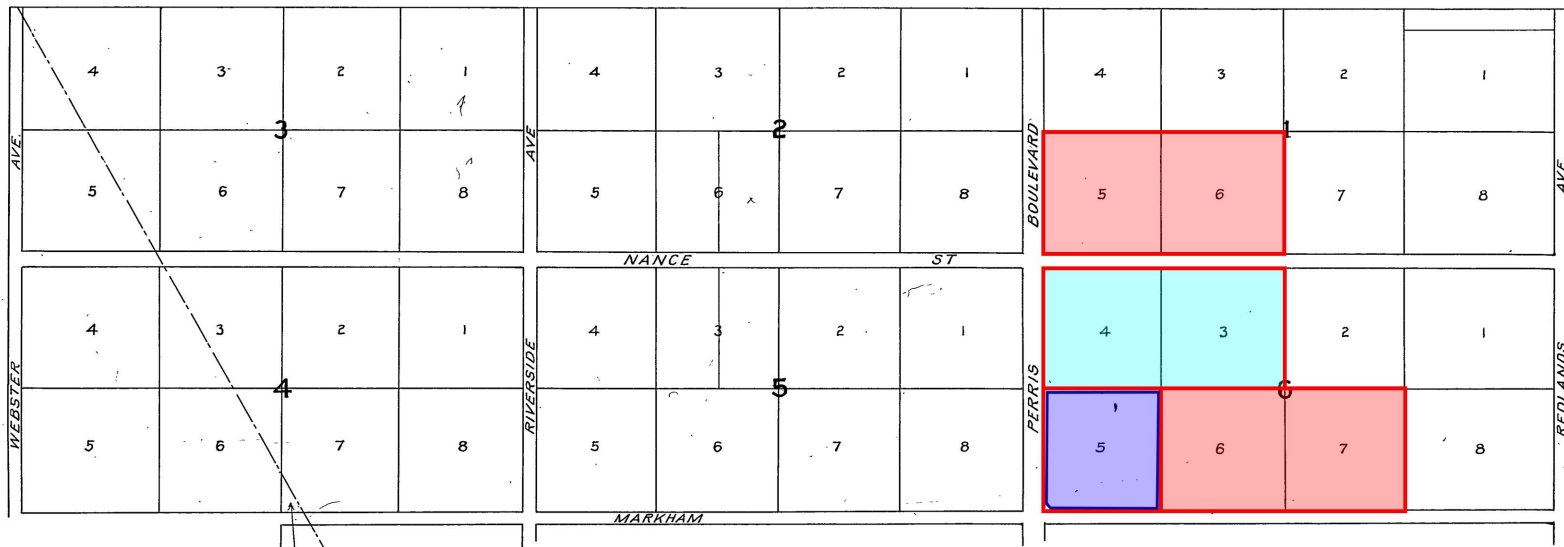 4 3 2 1 4 3 2 1 4 3 2 1
3 2 1
AVE. AVE BOULEVARD AVE
5 6 7 8 5 6 7 8 5 6 7 8
NANCE ST
4 3 2 1 4 3 2 1 4 3 2 1
4 5 6
WEBSTER RIVERSIDE PERRIS REDLANDS
5 6 7 8 5 6 7 8 5 6 7 8
MARKHAM